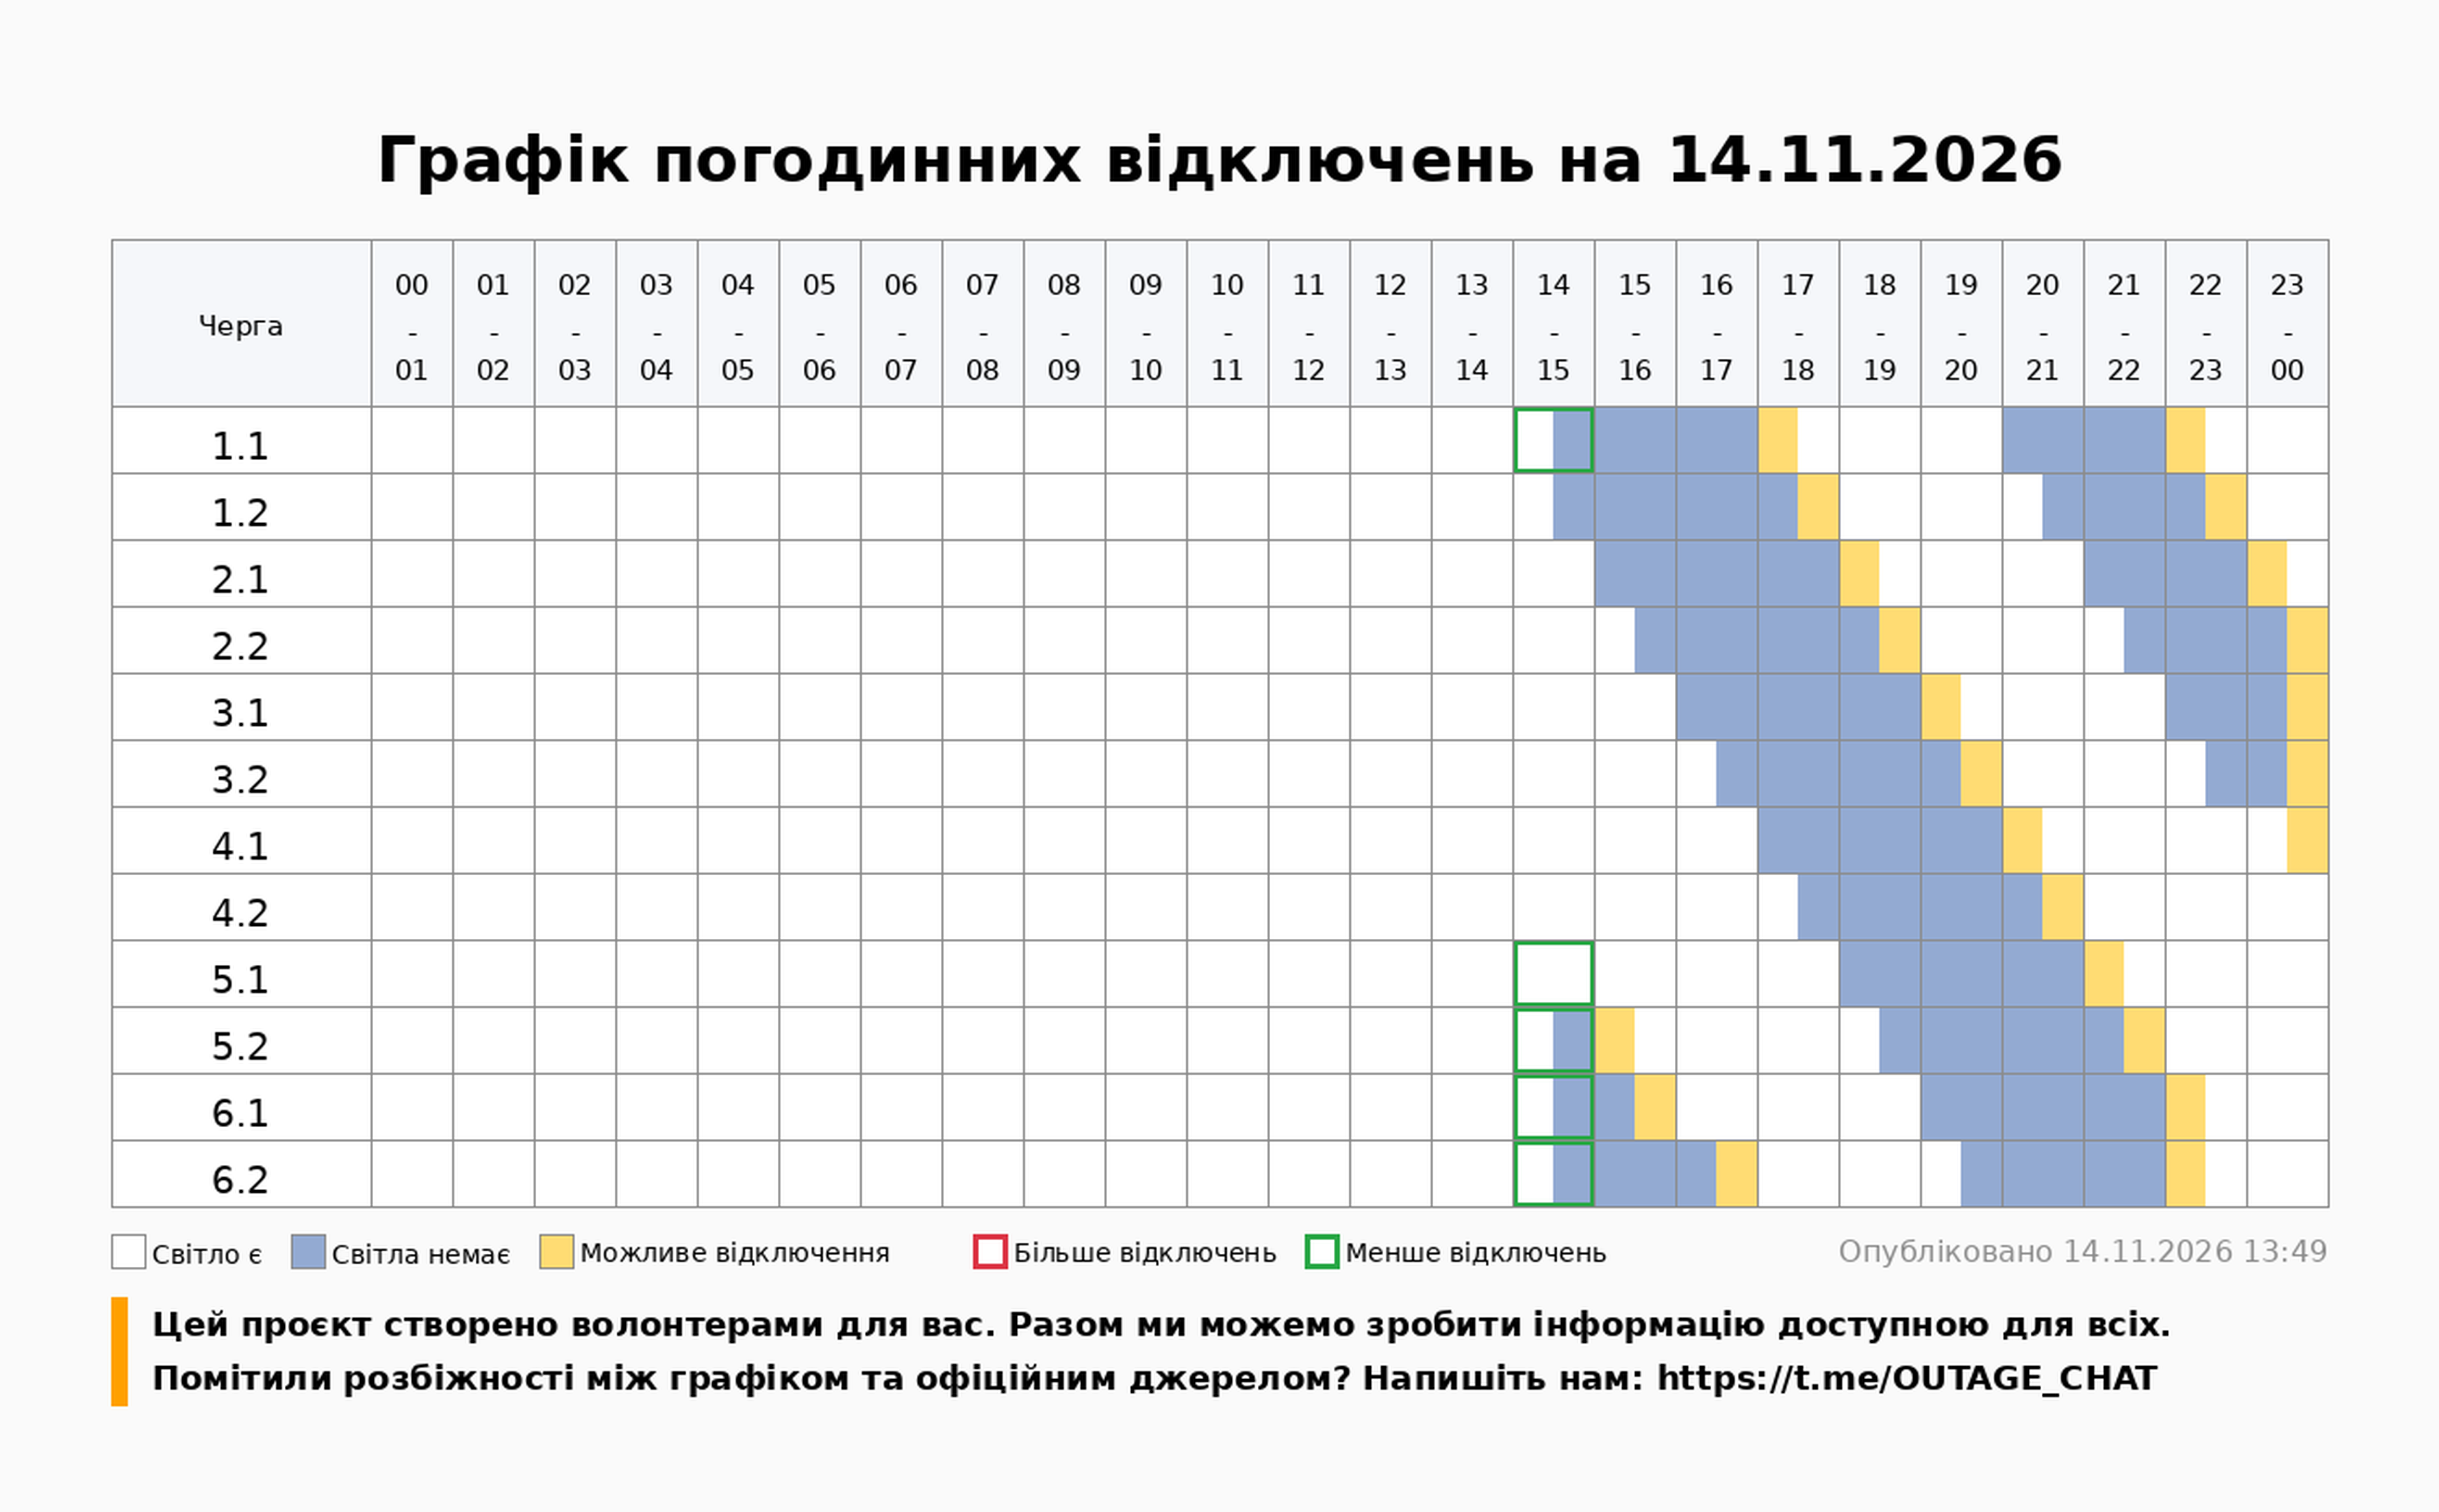 Графік погодинних відключень на 14.11.2026
Черга 00 - 01 01 - 02 02 - 03 03 - 04 04 - 05 05 - 06 06 - 07 07 - 08 08 - 09 09 - 10 10 - 11 11 - 12 12 - 13 13 - 14 14 - 15 15 - 16 16 - 17 17 - 18 18 - 19 19 - 20 20 - 21 21 - 22 22 - 23 23 - 00
1.1
1.2
2.1
2.2
3.1
3.2
4.1
4.2
5.1
5.2
6.1
6.2
Світло є Світла немає Можливе відключення Більше відключень Менше відключень Опубліковано 14.11.2026 13:49
Цей проєкт створено волонтерами для вас. Разом ми можемо зробити інформацію доступною для всіх.
Помітили розбіжності між графіком та офіційним джерелом? Напишіть нам: https://t.me/OUTAGE_CHAT